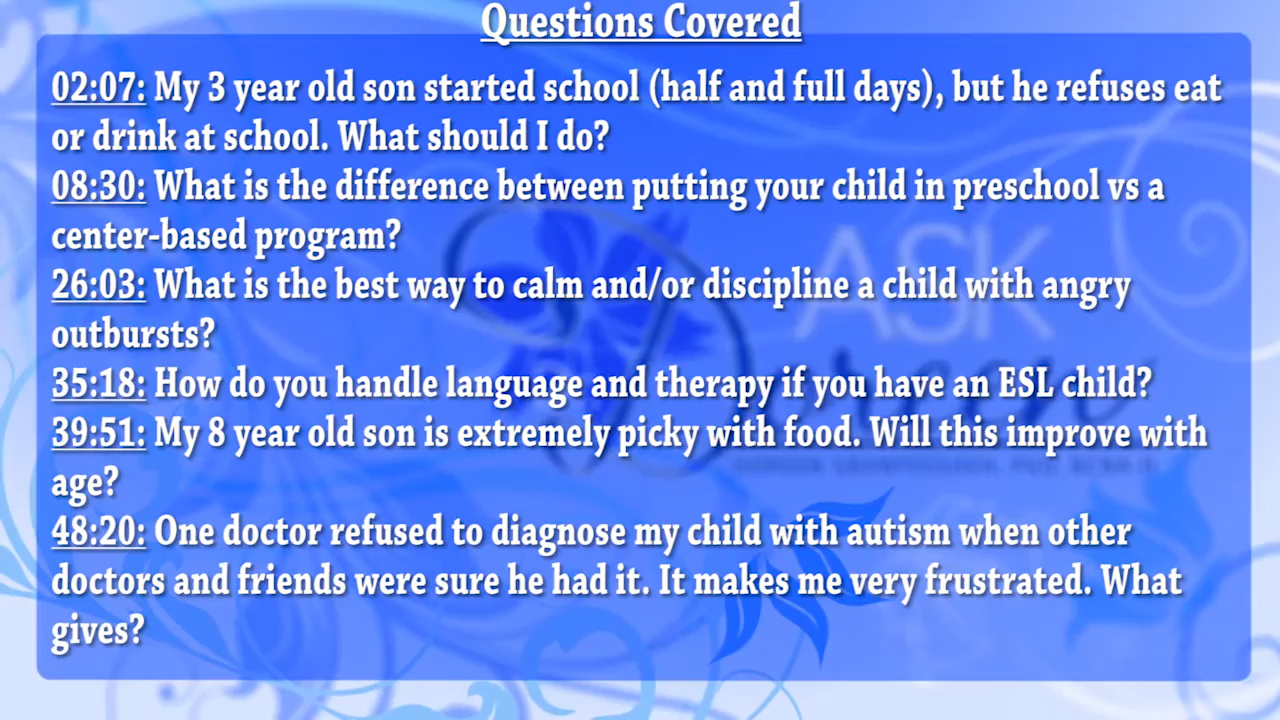 Questions Covered
02:07: My 3 year old son started school (half and full days), but he refuses eat
or drink at school. What should I do?
08:30: What is the difference between putting your child in preschool vs a
center-based program?
26:03: What is the best way to calm and/or discipline a child with angry
outbursts?
35:18: How do you handle language and therapy if you have an ESL child?
39:51: My 8 year old son is extremely picky with food. Will this improve with
age?
48:20: One doctor refused to diagnose my child with autism when other
doctors and friends were sure he had it. It makes me very frustrated. What
gives?
ASK